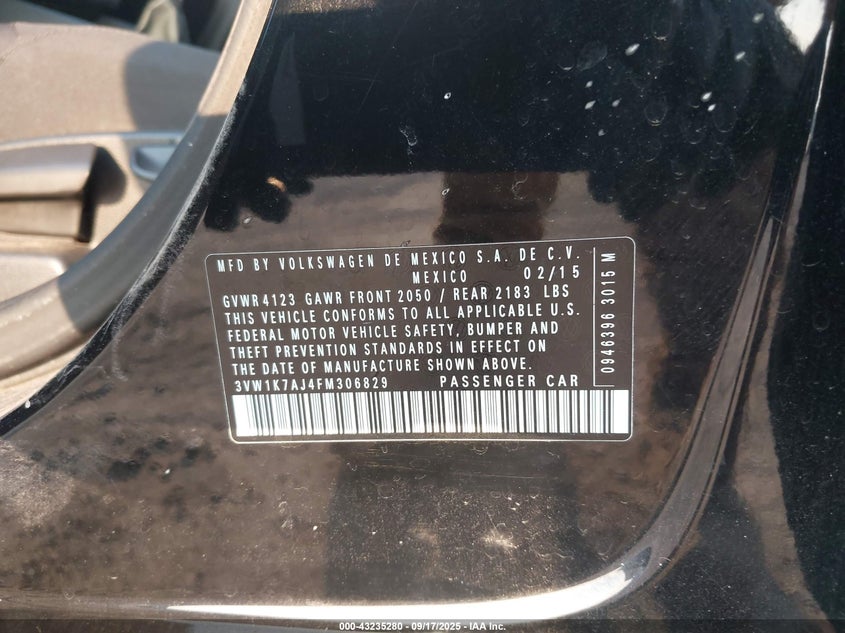 MFD BY VOLKSWAGEN DE MEXICO S.A. DE C.V.
MEXICO 02/15
GVWR 4123 GAWR FRONT 2050 / REAR 2183 LBS
THIS VEHICLE CONFORMS TO ALL APPLICABLE U.S.
FEDERAL MOTOR VEHICLE SAFETY, BUMPER AND
THEFT PREVENTION STANDARDS IN EFFECT ON
THE DATE OF MANUFACTURE SHOWN ABOVE.
3VW1K7AJ4FM306829 PASSENGER CAR
0946396 3015 M
000-43235280 - 09/17/2025 - IAA Inc.